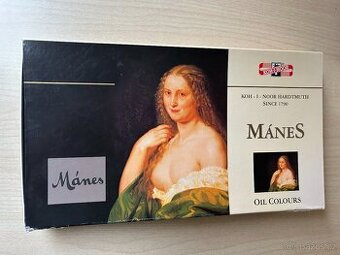 KOH-I-NOOR HARDTMUTH
SINCE 1790
MÁNES
Mánes
OIL COLOURS